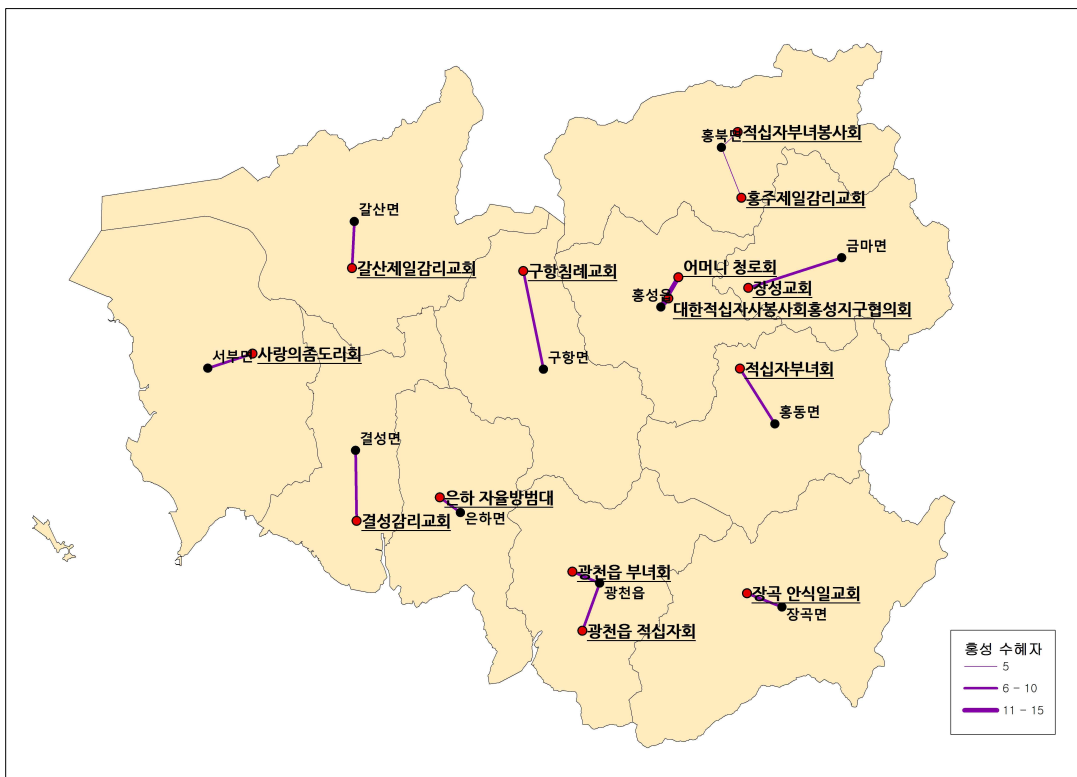 적십자부녀봉사회
홍북면
홍주제일감리교회
갈산면
갈산제일감리교회
구항침례교회
어머니 청로회
금마면
장성교회
홍성읍
대한적십자사봉사회홍성지구협의회
서부면
사랑의줌도리회
구항면
적십자부녀회
홍동면
결성면
은하 자율방범대
은하면
결성감리교회
광천읍 부녀회
광천읍
광천읍 적십자회
장곡 안식일교회
장곡면
홍성 수혜자
5
6 - 10
11 - 15